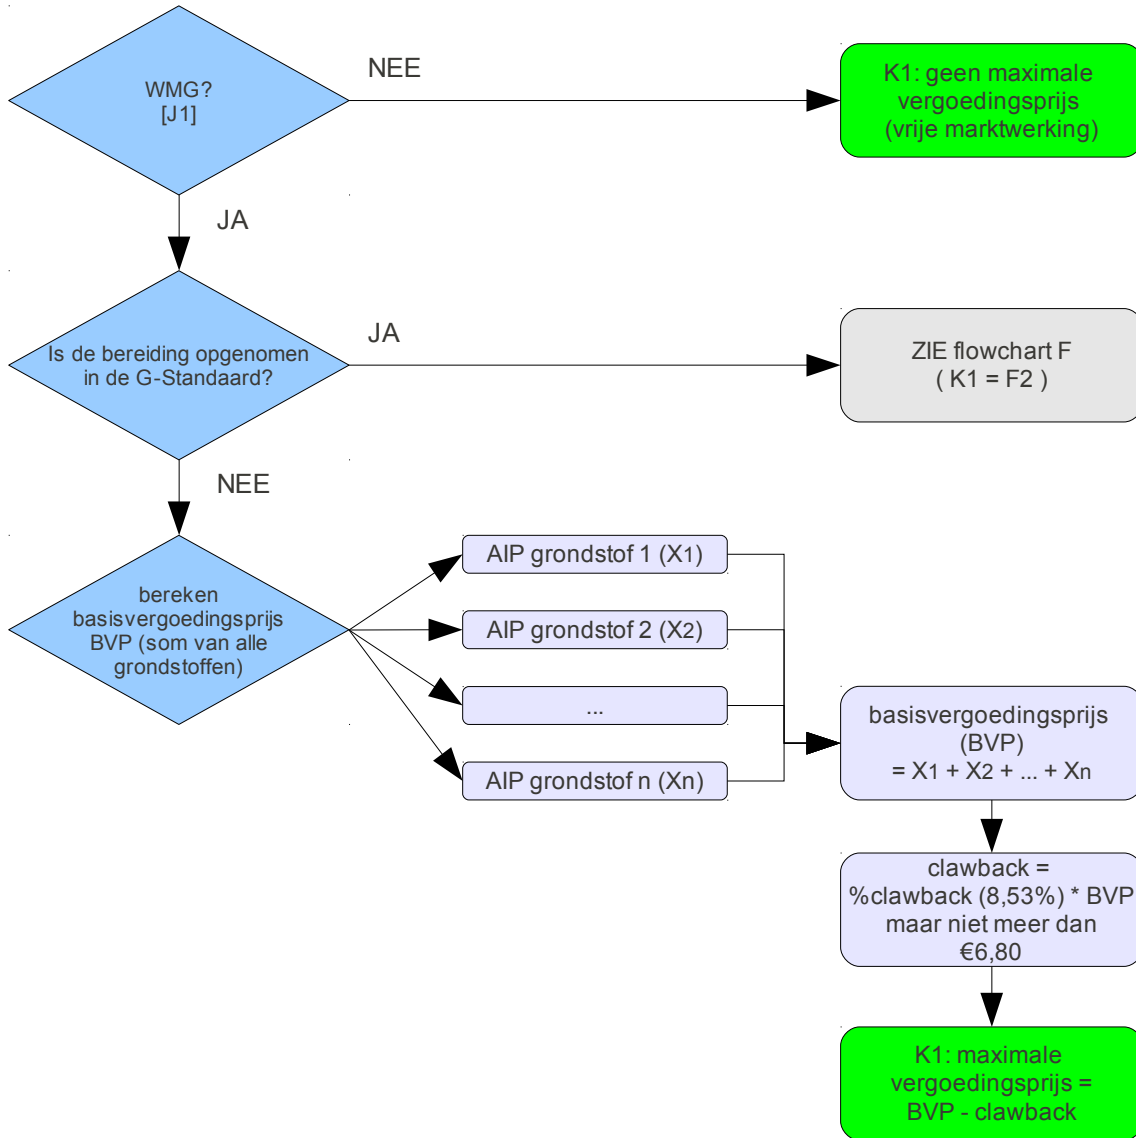 WMG?
[J1]
NEE
K1: geen maximale
vergoedingsprijs
(vrije marktwerking)
JA
Is de bereiding opgenomen
in de G-Standaard?
JA
ZIE flowchart F
( K1 = F2 )
NEE
bereken
basisvergoedingsprijs
BVP (som van alle
grondstoffen)
AIP grondstof 1 (X1)
AIP grondstof 2 (X2)
...
AIP grondstof n (Xn)
basisvergoedingsprijs
(BVP)
= X1 + X2 + ... + Xn
clawback =
%clawback (8,53%) * BVP
maar niet meer dan
€6,80
K1: maximale
vergoedingsprijs =
BVP - clawback